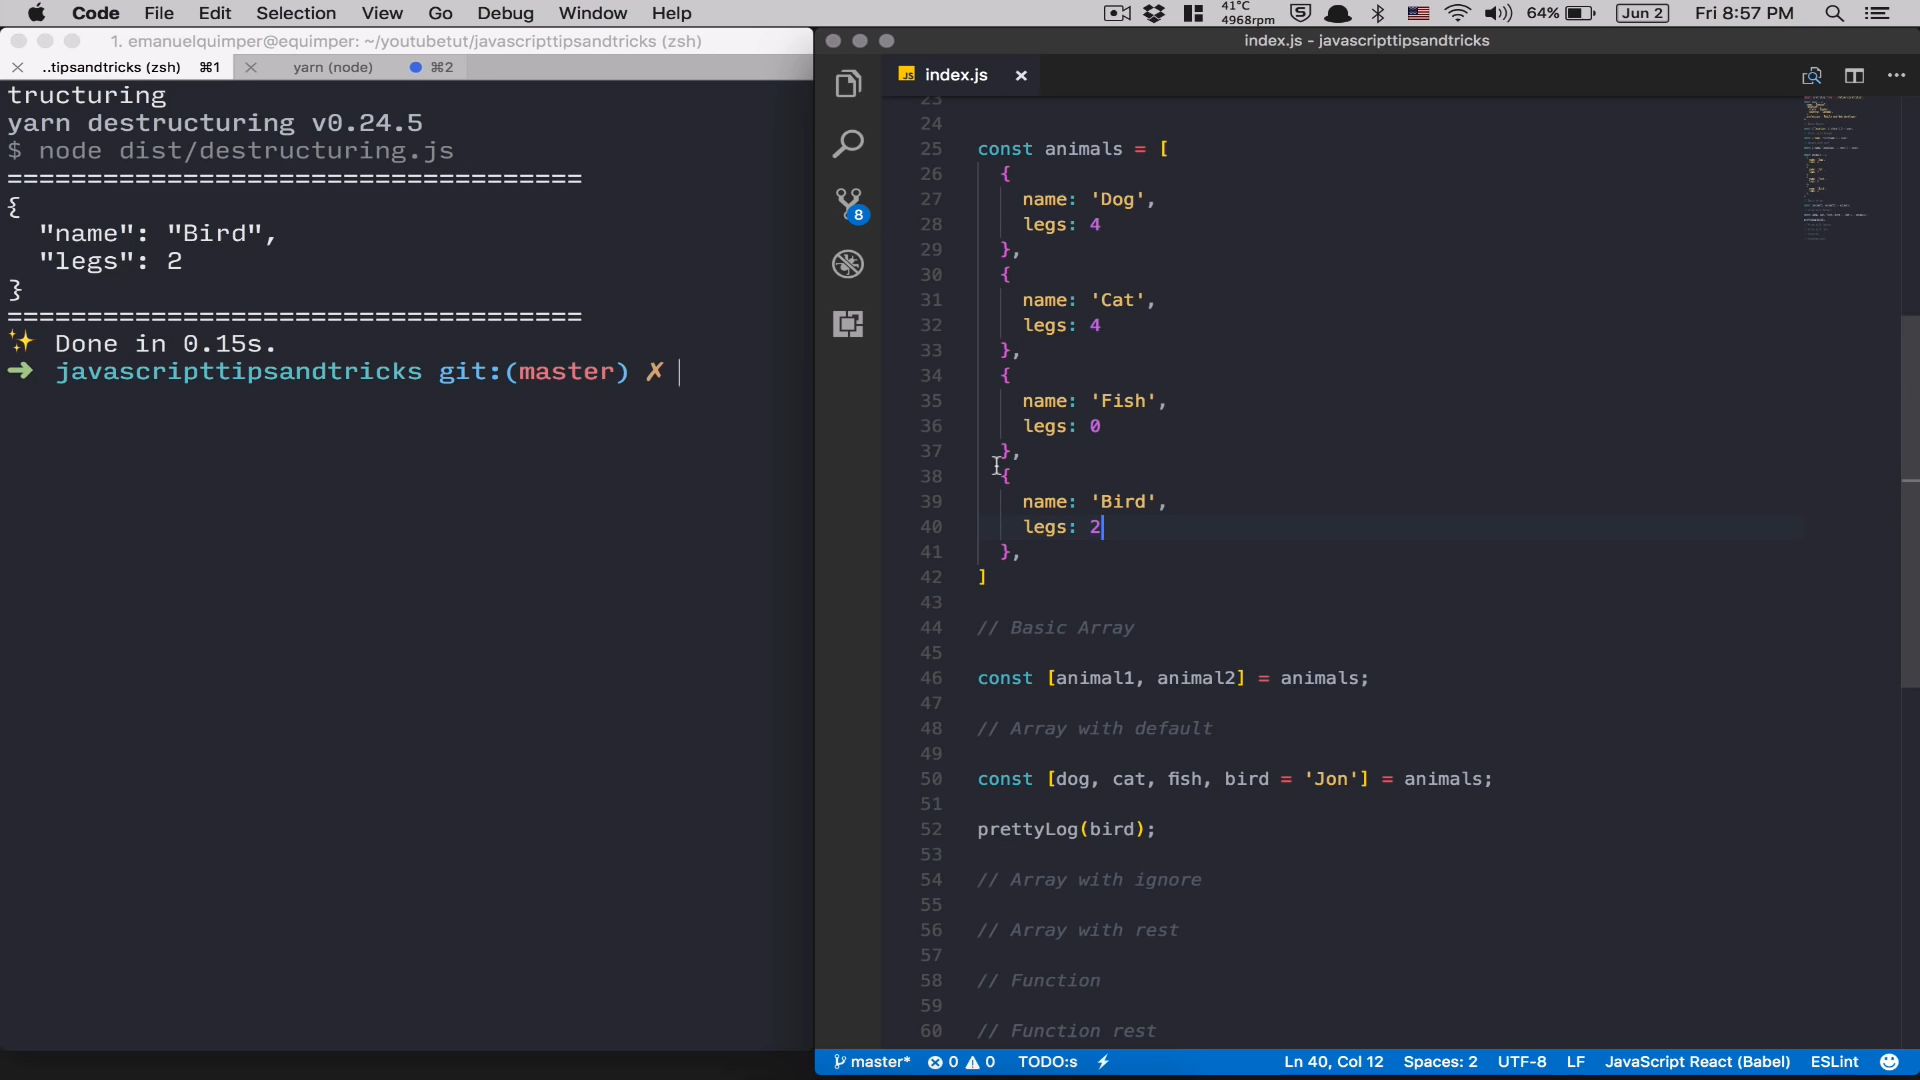 Code File Edit Selection View Go Debug Window Help 41°C 4968rpm 64% Jun 2 Fri 8:57 PM
1. emanuelquimper@equimper: ~/youtubetut/javascripttipsandtricks (zsh)
..tipsandtricks (zsh) ⌘1 yarn (node) ⌘2
tructuring
yarn destructuring v0.24.5
$ node dist/destructuring.js
====================================
{
"name": "Bird",
"legs": 2
}
====================================
✨ Done in 0.15s.
➜ javascripttipsandtricks git:(master) ✗
index.js - javascripttipsandtricks
JS index.js
8
23
24
25 const animals = [
26 {
27 name: 'Dog',
28 legs: 4
29 },
30 {
31 name: 'Cat',
32 legs: 4
33 },
34 {
35 name: 'Fish',
36 legs: 0
37 },
38 {
39 name: 'Bird',
40 legs: 2
41 },
42 ]
43
44 // Basic Array
45
46 const [animal1, animal2] = animals;
47
48 // Array with default
49
50 const [dog, cat, fish, bird = 'Jon'] = animals;
51
52 prettyLog(bird);
53
54 // Array with ignore
55
56 // Array with rest
57
58 // Function
59
60 // Function rest
master* 0 0 TODO:s Ln 40, Col 12 Spaces: 2 UTF-8 LF JavaScript React (Babel) ESLint